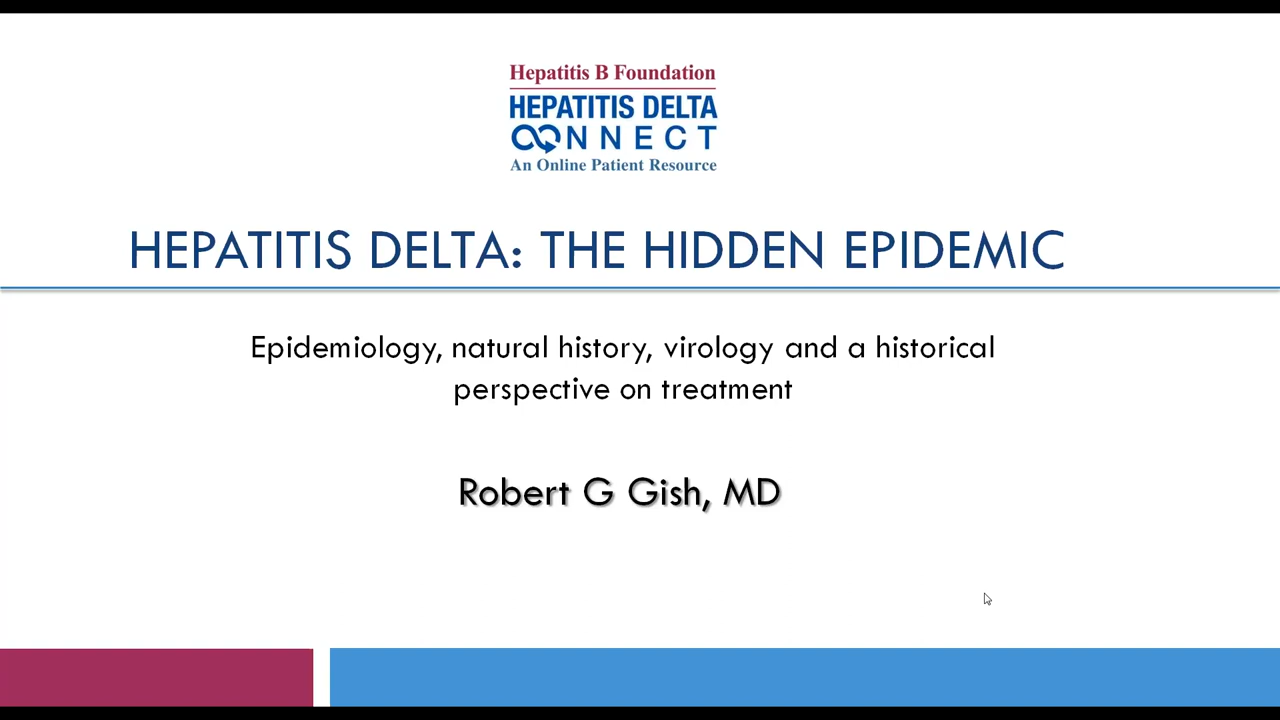 Hepatitis B Foundation
HEPATITIS DELTA
CONNECT
An Online Patient Resource
HEPATITIS DELTA: THE HIDDEN EPIDEMIC
Epidemiology, natural history, virology and a historical
perspective on treatment
Robert G Gish, MD